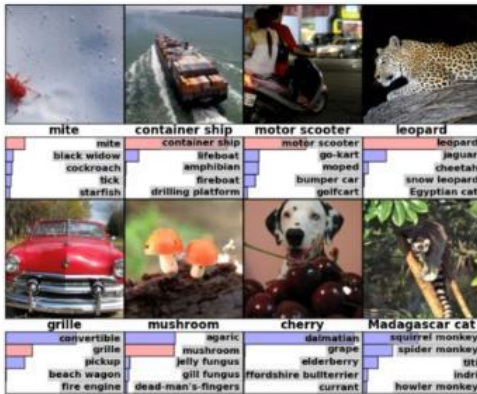 mite
container ship
motor scooter
leopard
mite
black widow
cockroach
tick
starfish
container ship
lifeboat
amphibian
fireboat
drilling platform
motor scooter
go-kart
moped
bumper car
golfcart
leopard
jaguar
cheetah
snow leopard
Egyptian cat
grille
mushroom
cherry
Madagascar cat
convertible
grille
pickup
beach wagon
fire engine
agaric
mushroom
jelly fungus
gill fungus
dead-man's-fingers
dalmatian
grape
elderberry
ffordshire bullterrier
currant
squirrel monkey
spider monkey
titi
indri
howler monkey